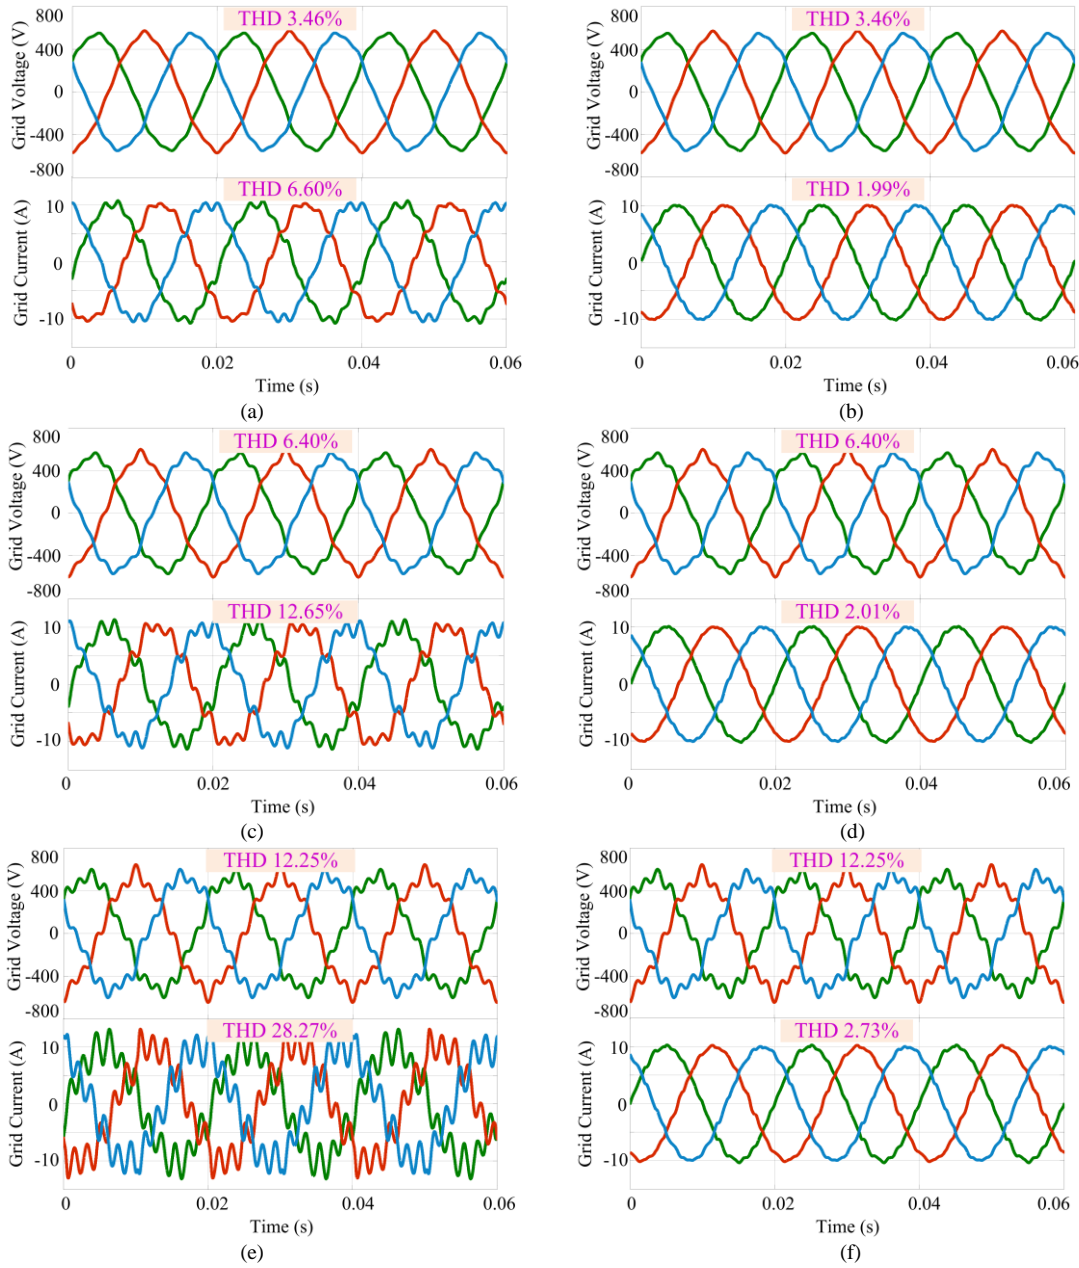 THD 3.46%
800
400
0
-400
-800
Grid Voltage (V)
THD 6.60%
10
0
-10
Grid Current (A)
0
0.02
0.04
0.06
Time (s)
(a)
THD 3.46%
800
400
0
-400
-800
Grid Voltage (V)
THD 1.99%
10
0
-10
Grid Current (A)
0
0.02
0.04
0.06
Time (s)
(b)
THD 6.40%
800
400
0
-400
-800
Grid Voltage (V)
THD 12.65%
10
0
-10
Grid Current (A)
0
0.02
0.04
0.06
Time (s)
(c)
THD 6.40%
800
400
0
-400
-800
Grid Voltage (V)
THD 2.01%
10
0
-10
Grid Current (A)
0
0.02
0.04
0.06
Time (s)
(d)
THD 12.25%
800
400
0
-400
-800
Grid Voltage (V)
THD 28.27%
10
0
-10
Grid Current (A)
0
0.02
0.04
0.06
Time (s)
(e)
THD 12.25%
800
400
0
-400
-800
Grid Voltage (V)
THD 2.73%
10
0
-10
Grid Current (A)
0
0.02
0.04
0.06
Time (s)
(f)